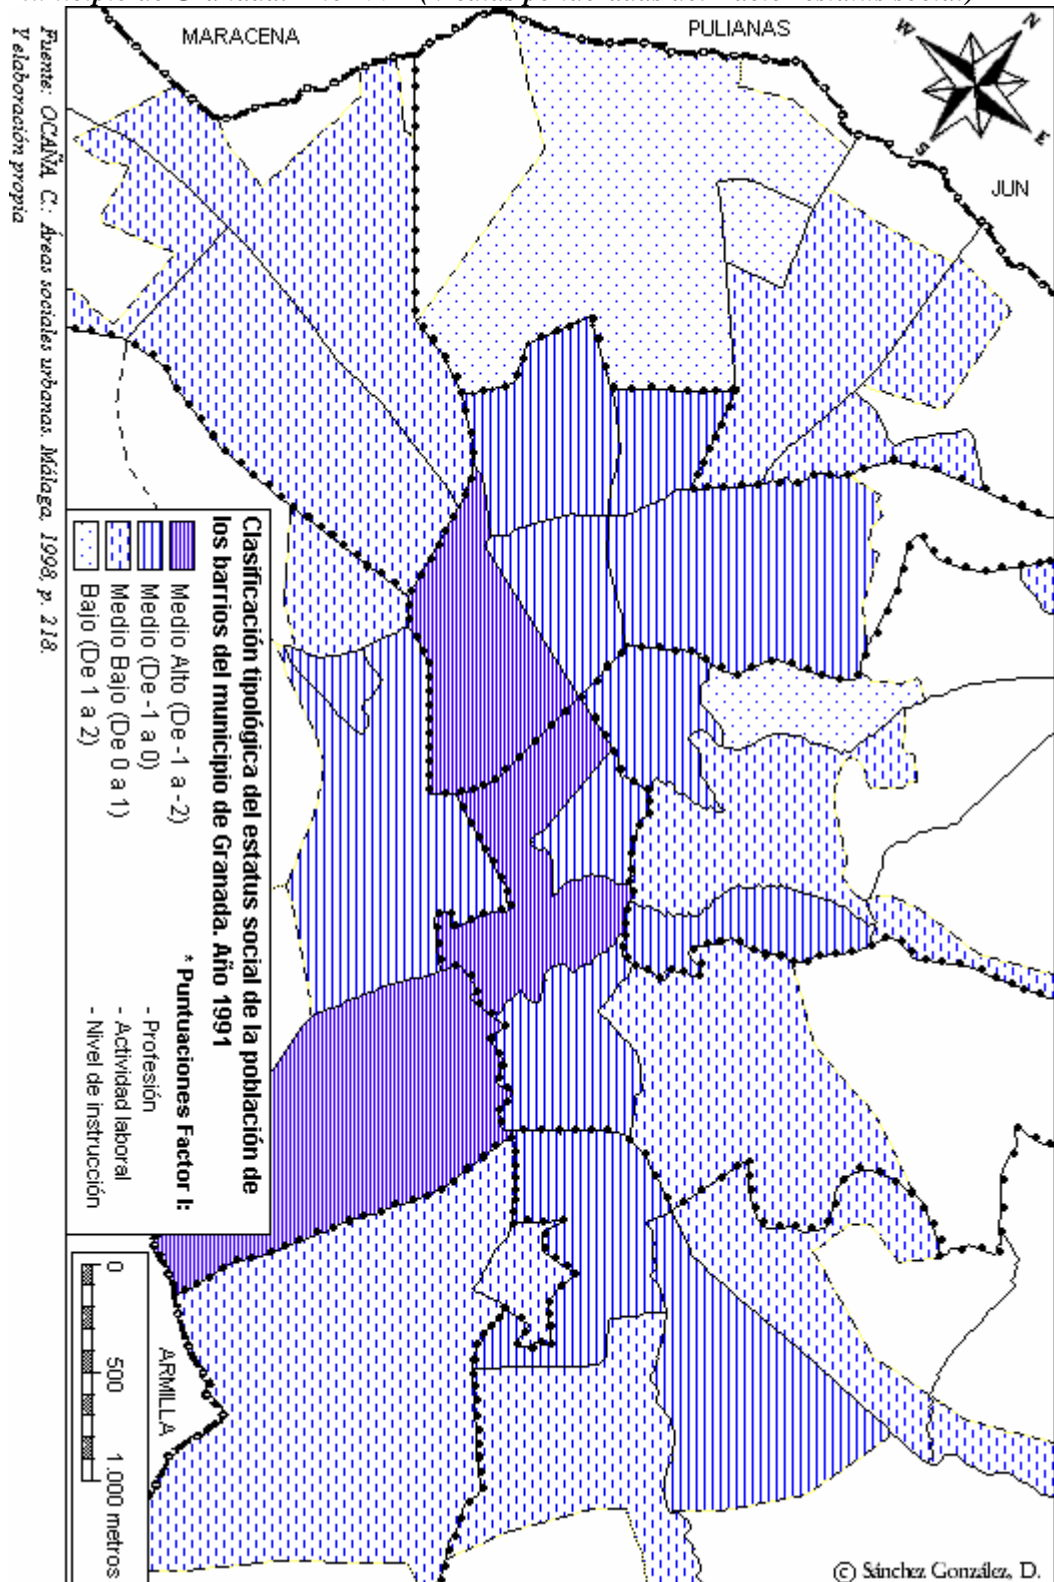 MARACENA
PULIANAS
N
W
E
S
JUN
Clasificación tipológica del estatus social de la población de
los barrios del municipio de Granada. Año 1991
Medio Alto (De -1 a -2)
Medio (De -1 a 0)
Medio Bajo (De 0 a 1)
Bajo (De 1 a 2)
* Puntuaciones Factor I:
- Profesión
- Actividad laboral
- Nivel de instrucción
ARMILLA
0 500 1.000 metros
Fuente: OCAÑA, C.: Áreas sociales urbanas. Málaga, 1998, p. 218.
Y elaboración propia
© Sánchez González, D.